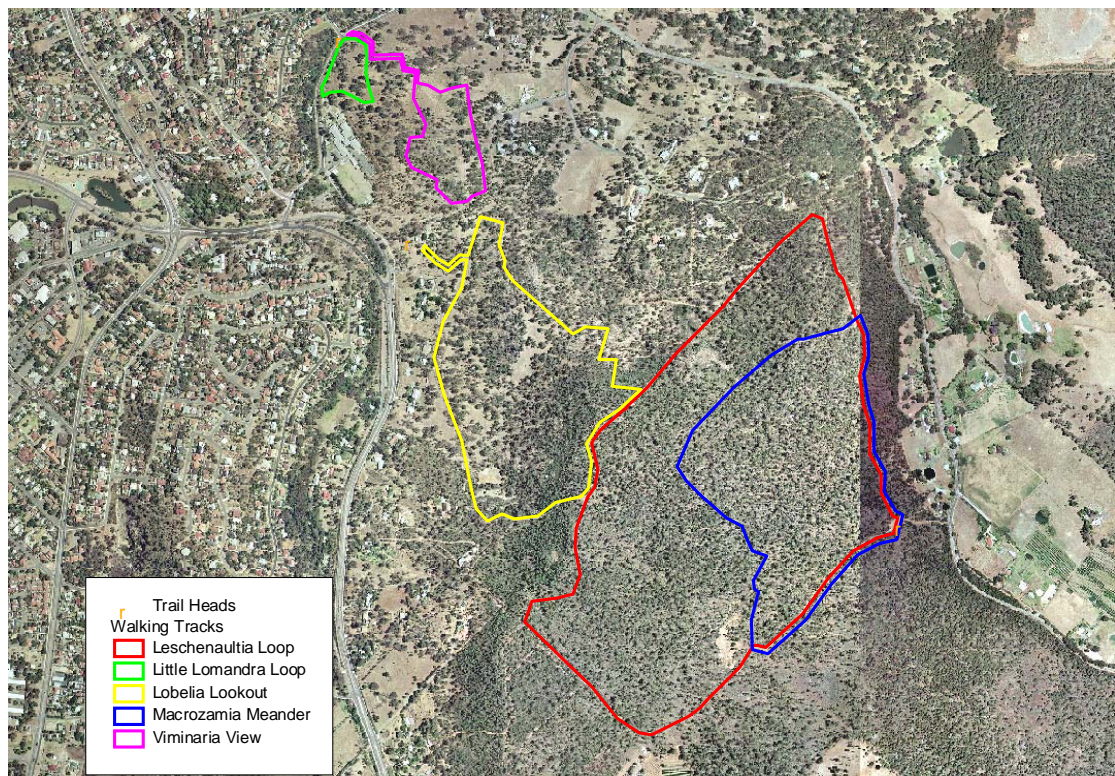 r Trail Heads
Walking Tracks
Leschenaultia Loop
Little Lomandra Loop
Lobelia Lookout
Macrozamia Meander
Viminaria View